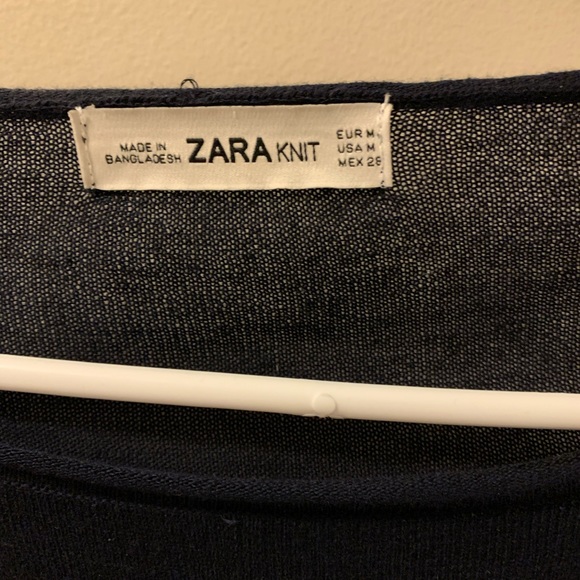 MADE IN
BANGLADESH
ZARA KNIT
EUR M
USA M
MEX 28